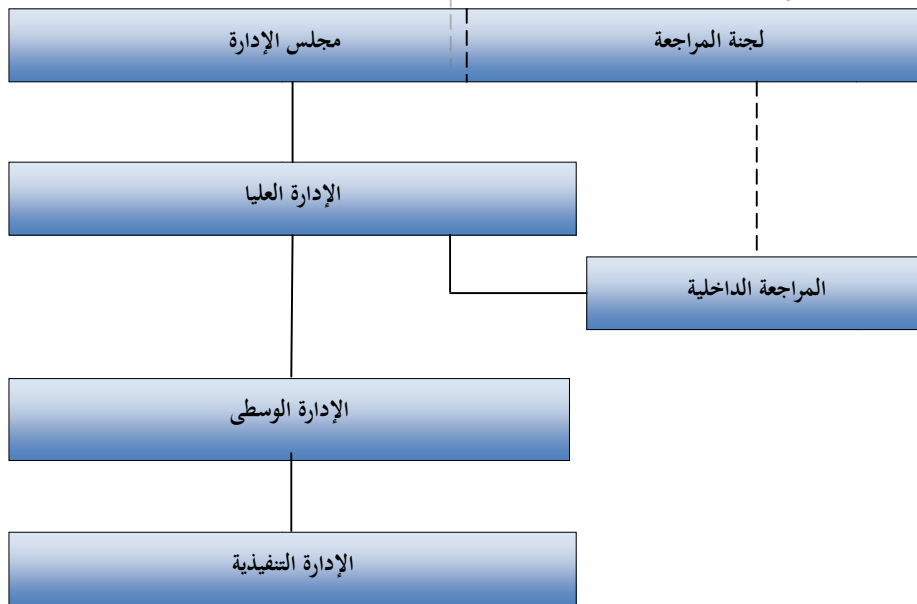 لجنة المراجعة
مجلس الإدارة
الإدارة العليا
المراجعة الداخلية
الإدارة الوسطى
الإدارة التنفيذية